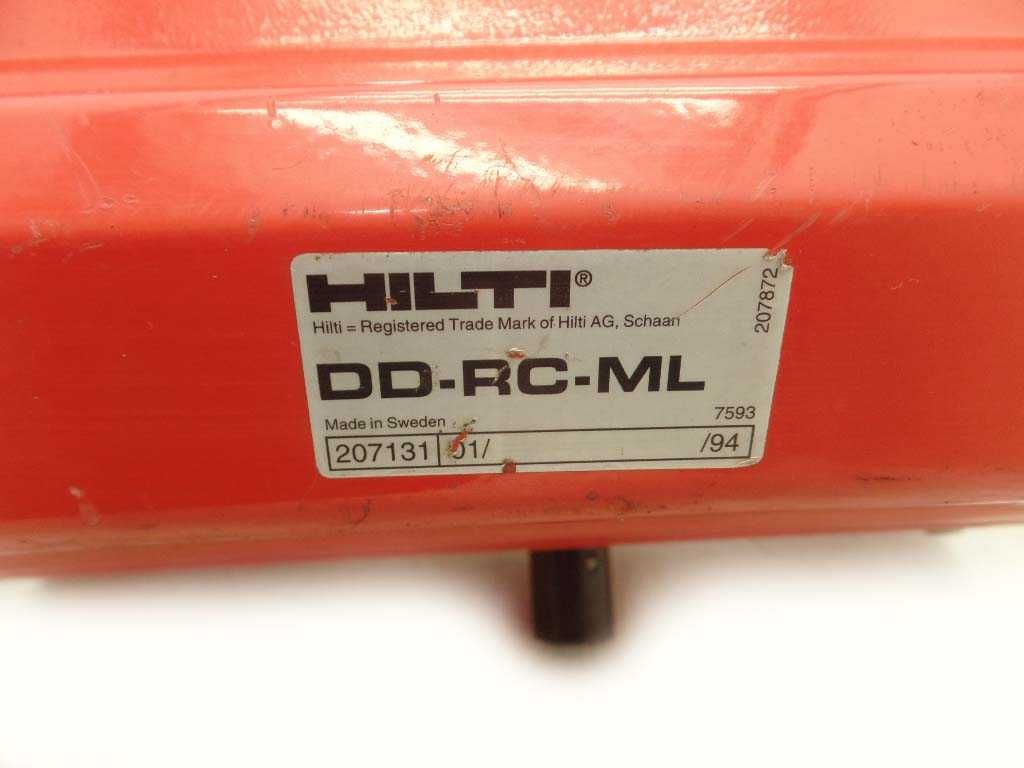 HILTI®
Hilti = Registered Trade Mark of Hilti AG, Schaan
207872
DD-RC-ML
Made in Sweden
7593
207131 01/ /94